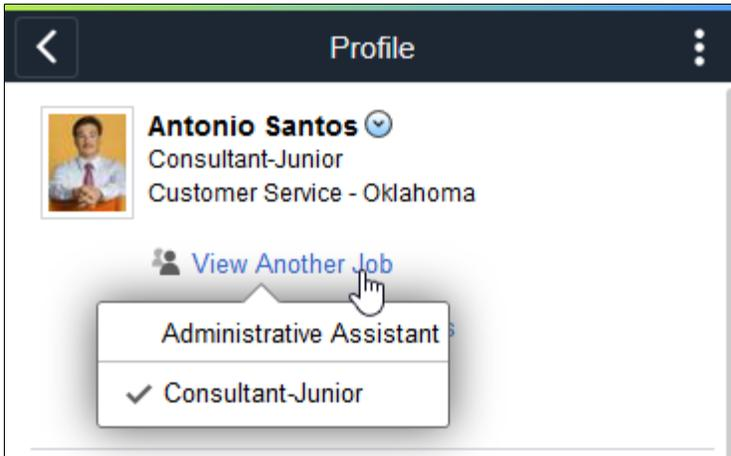 Profile
Antonio Santos
Consultant-Junior
Customer Service - Oklahoma
View Another Job
Administrative Assistant
Consultant-Junior